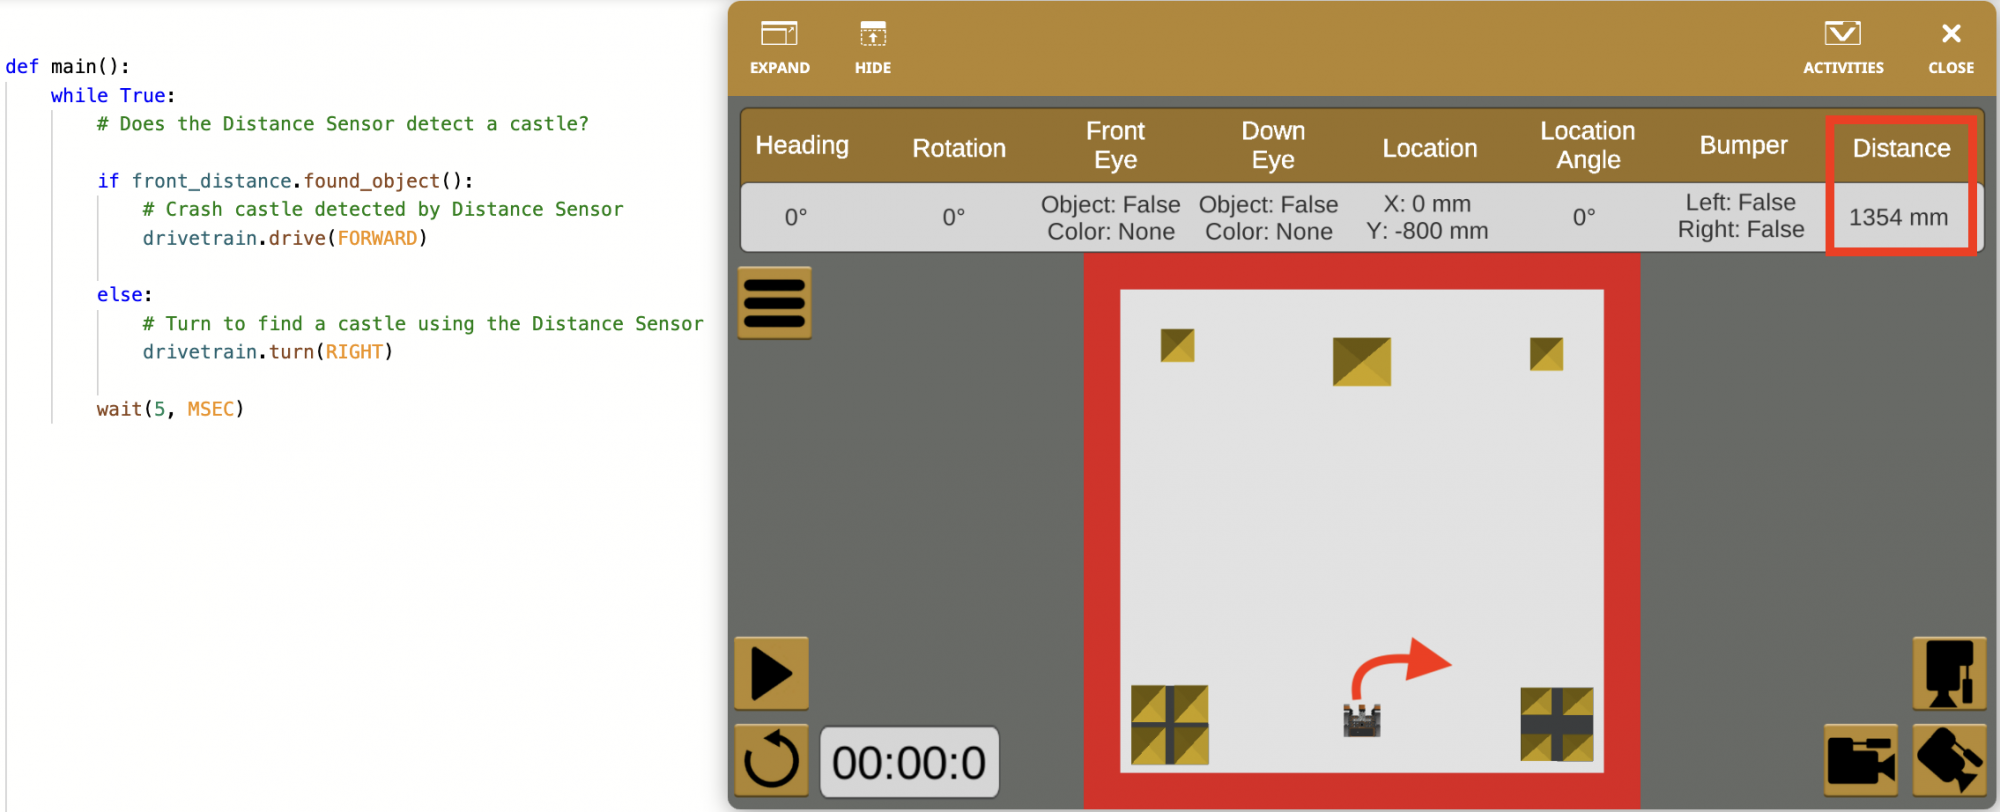 def main():
while True:
# Does the Distance Sensor detect a castle?
if front_distance.found_object():
# Crash castle detected by Distance Sensor
drivetrain.drive(FORWARD)
else:
# Turn to find a castle using the Distance Sensor
drivetrain.turn(RIGHT)
wait(5, MSEC)
EXPAND
HIDE
ACTIVITIES
CLOSE
Heading
Rotation
Front
Eye
Down
Eye
Location
Location
Angle
Bumper
Distance
0°
0°
Object: False
Color: None
Object: False
Color: None
X: 0 mm
Y: -800 mm
0°
Left: False
Right: False
1354 mm
00:00:0